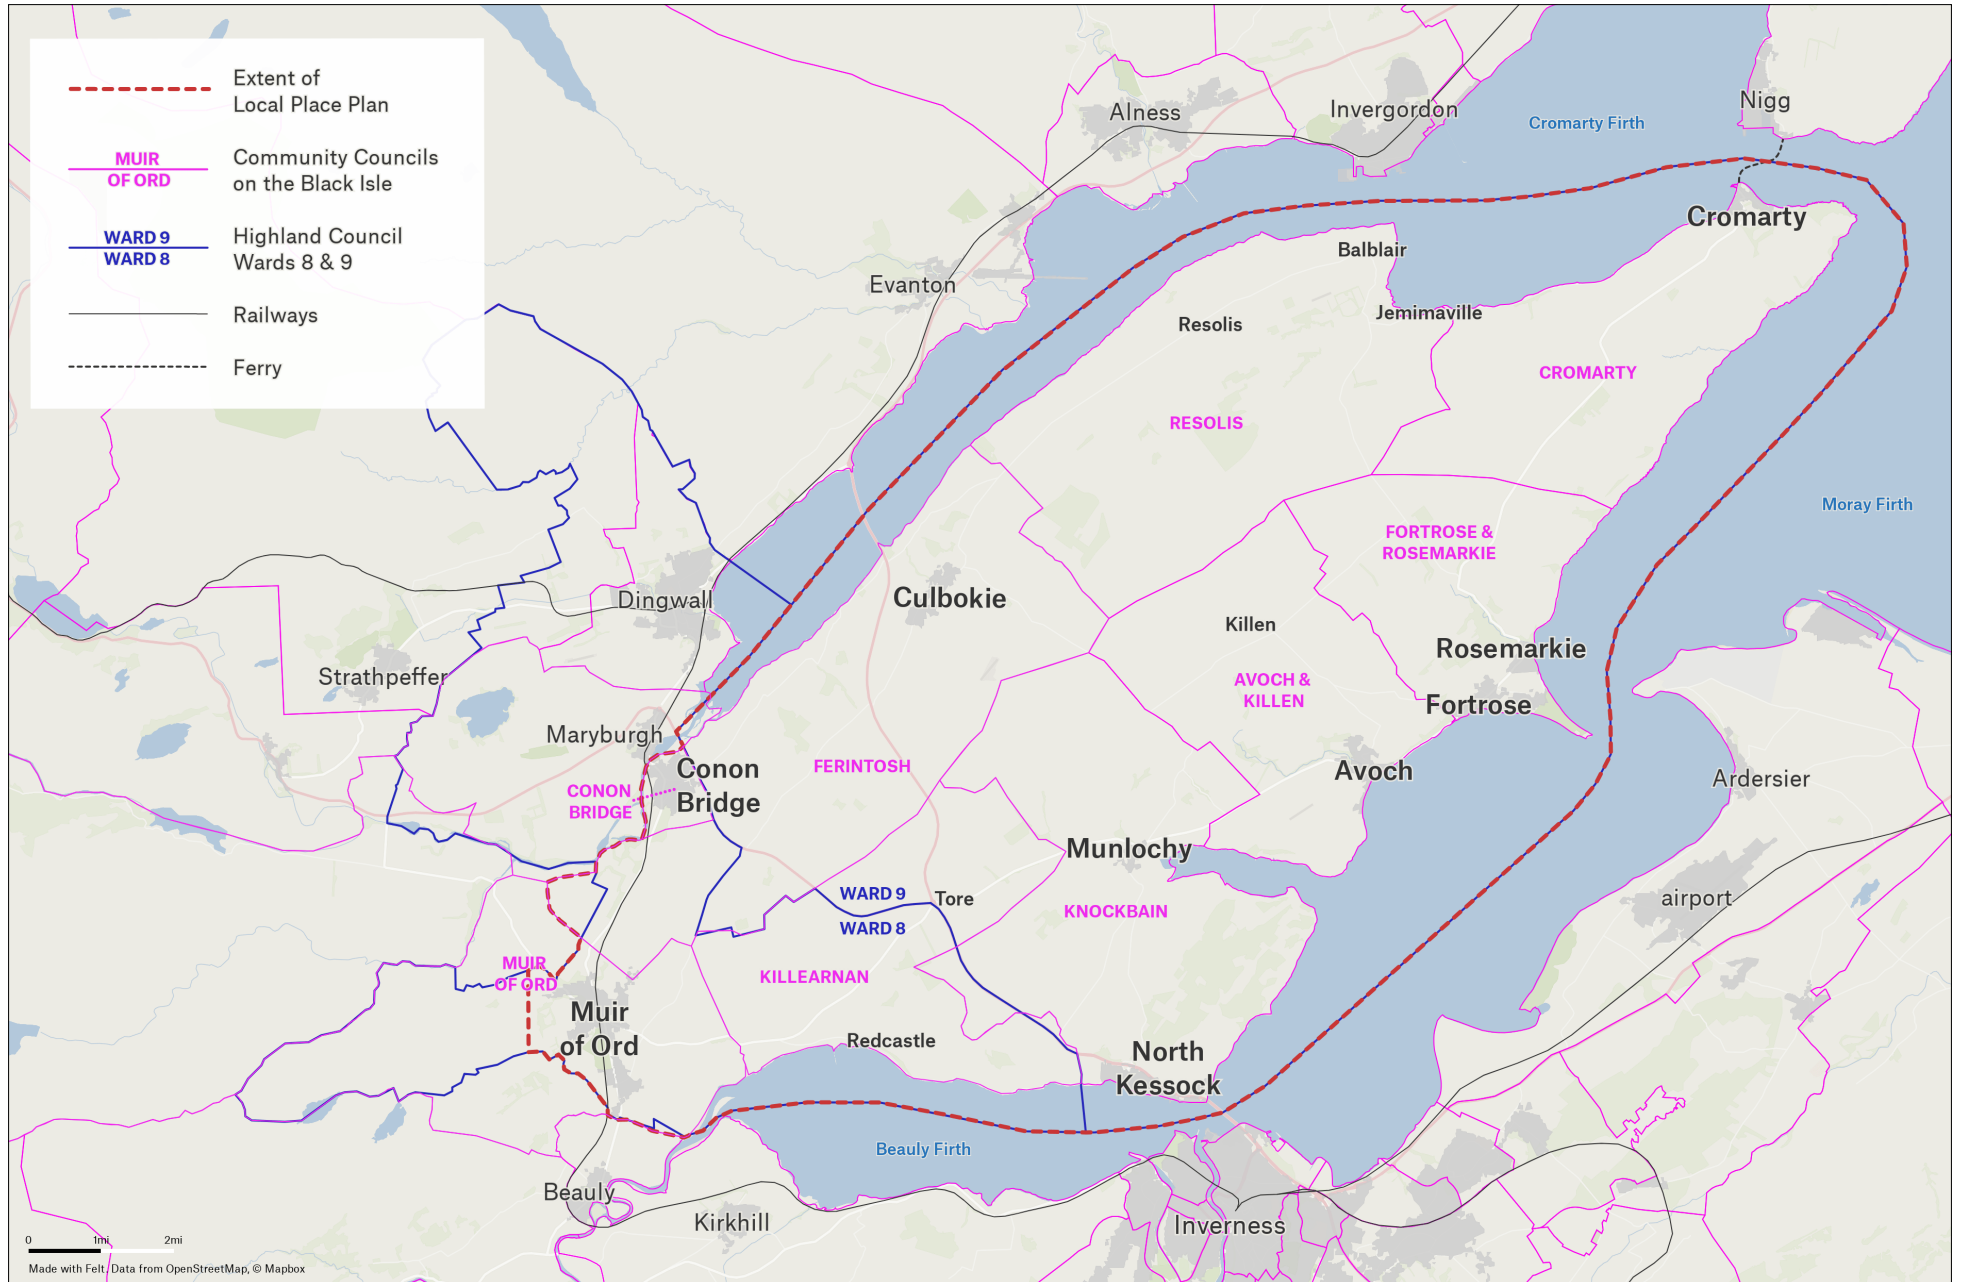 Extent of
Local Place Plan
MUIR
OF ORD
Community Councils
on the Black Isle
WARD 9
WARD 8
Highland Council
Wards 8 & 9
Railways
Ferry
Alness
Invergordon
Nigg
Cromarty Firth
Cromarty
Balblair
Evanton
Jemimaville
Resolis
CROMARTY
RESOLIS
Moray Firth
FORTROSE &
ROSEMARKIE
Dingwall
Culbokie
Killen
Rosemarkie
Strathpeffer
AVOCH &
KILLEN
Fortrose
Maryburgh
Conon
Bridge
FERINTOSH
Avoch
Ardersier
CONON
BRIDGE
Munlochy
WARD 9
WARD 8
Tore
airport
KNOCKBAIN
MUIR
OF ORD
KILLEARNAN
Muir
of Ord
Redcastle
North
Kessock
Beauly Firth
Beauly
Kirkhill
Inverness
0 1mi 2mi
Made with Felt. Data from OpenStreetMap, © Mapbox